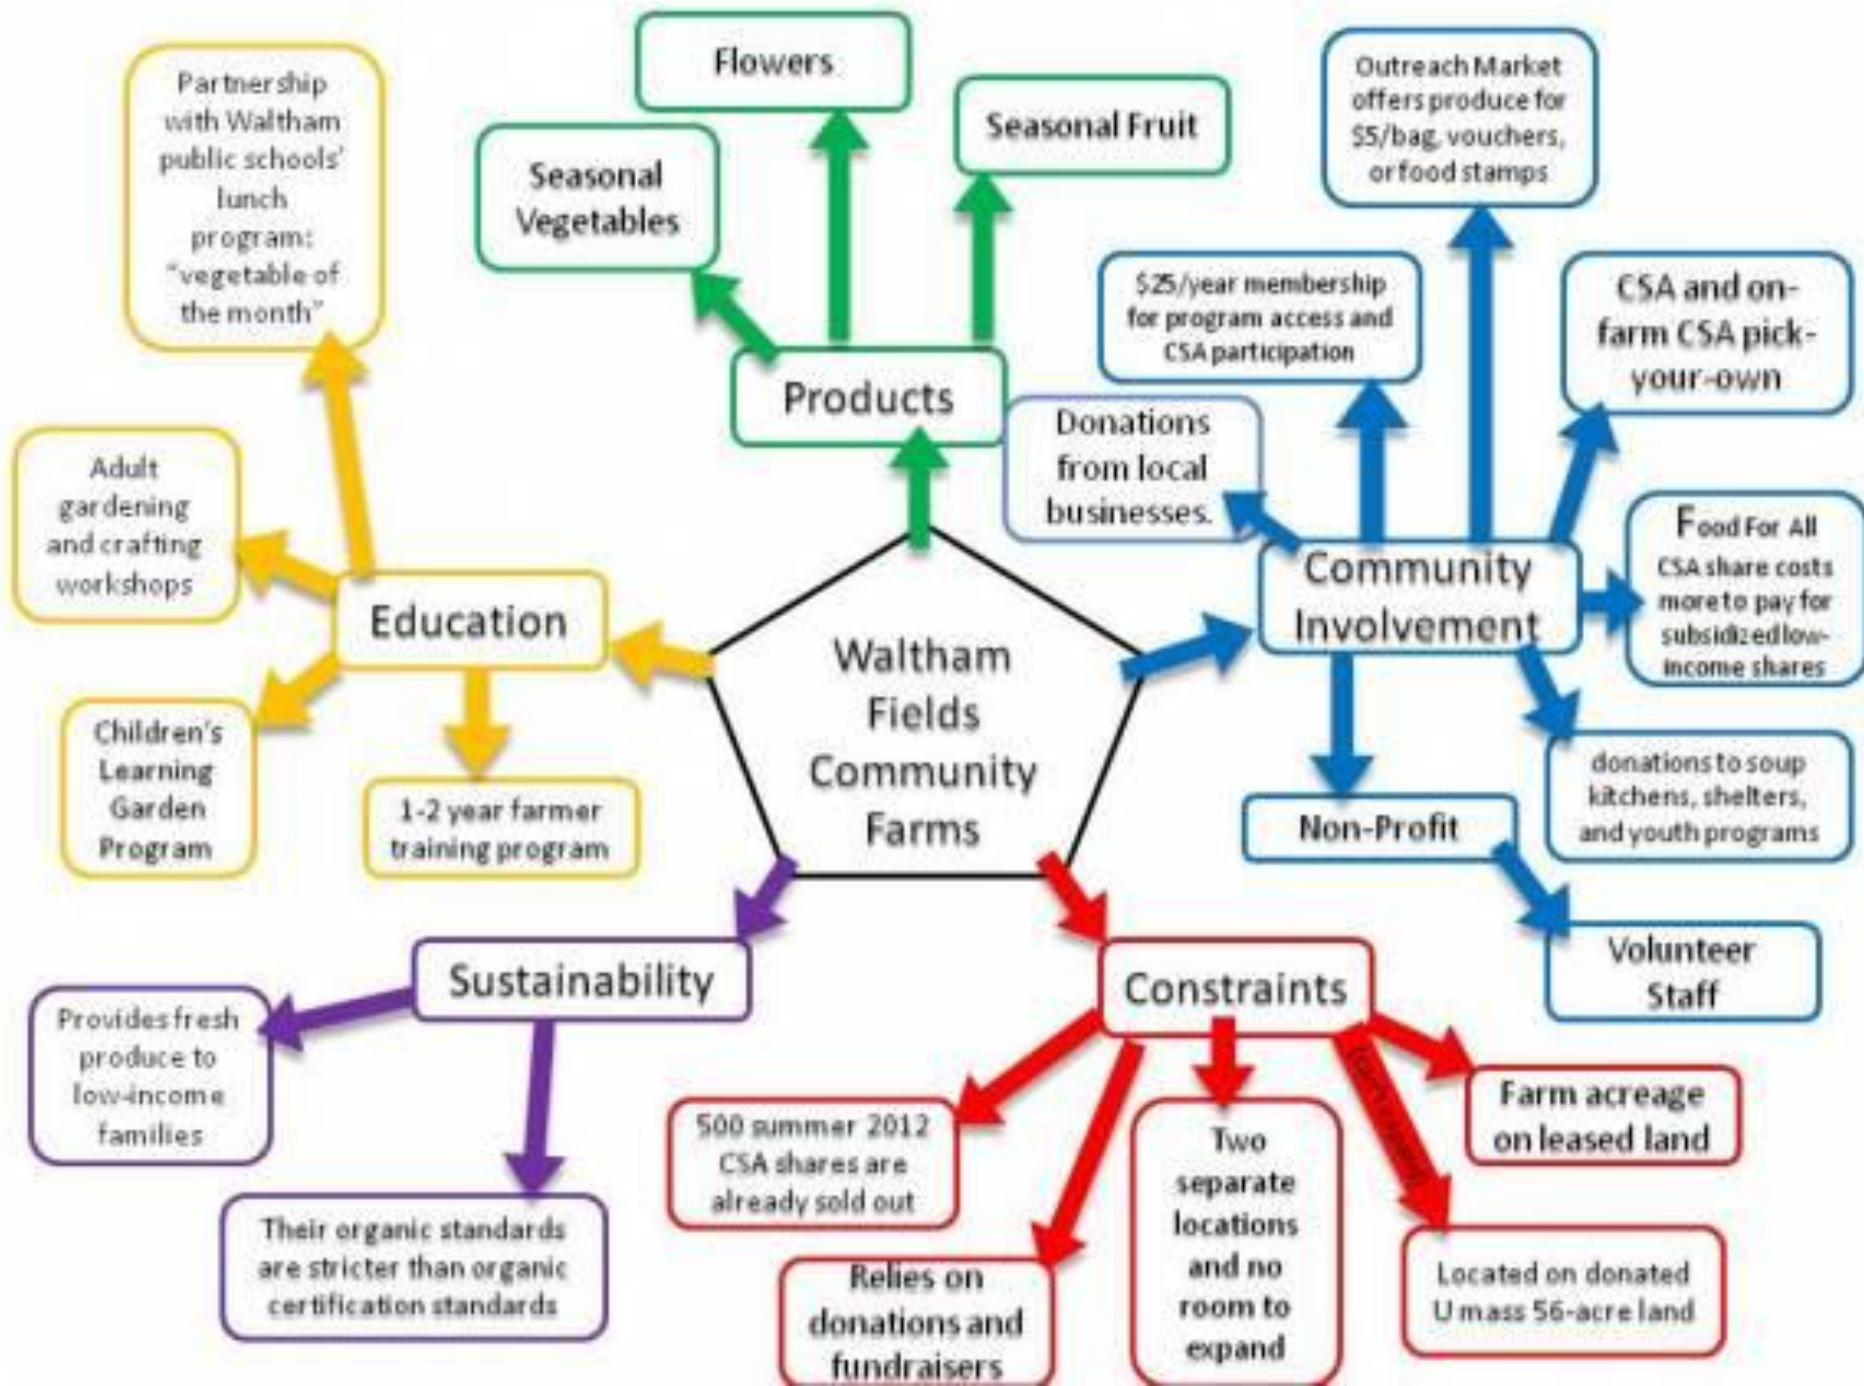 Flowers
Seasonal Fruit
Seasonal
Vegetables
Products
Partnership
with Waltham
public schools'
lunch
program:
"vegetable of
the month"
Adult
gardening
and crafting
workshops
Education
Children's
Learning
Garden
Program
1-2 year farmer
training program
Outreach Market
offers produce for
$5/bag, vouchers,
or food stamps
$25/year membership
for program access and
CSA participation
CSA and on-
farm CSA pick-
your-own
Donations
from local
businesses.
Community
Involvement
Food For All
CSA share costs
more to pay for
subsidized low-
income shares
donations to soup
kitchens, shelters,
and youth programs
Non-Profit
Volunteer
Staff
Waltham
Fields
Community
Farms
Sustainability
Provides fresh
produce to
low-income
families
Their organic standards
are stricter than organic
certification standards
Constraints
500 summer 2012
CSA shares are
already sold out
Relies on
donations and
fundraisers
Two
separate
locations
and no
room to
expand
Farm acreage
on leased land
Located on donated
Umass 56-acre land